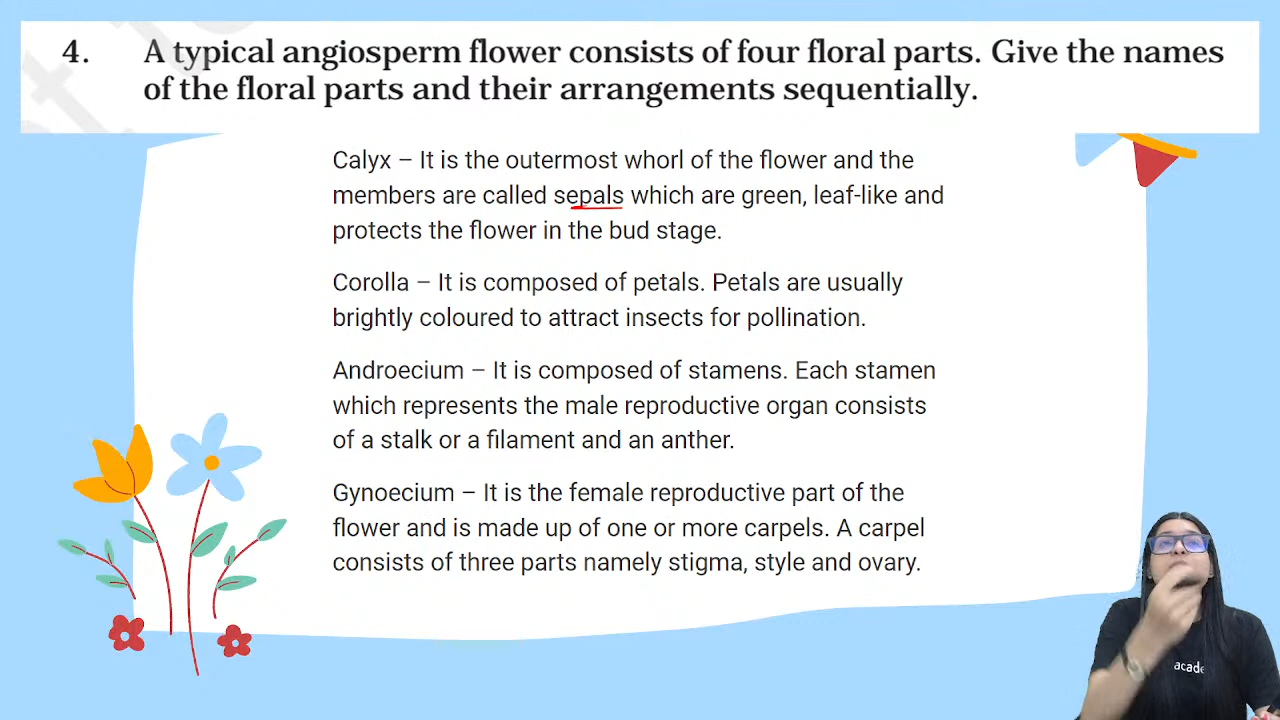 4. A typical angiosperm flower consists of four floral parts. Give the names
of the floral parts and their arrangements sequentially.
Calyx – It is the outermost whorl of the flower and the
members are called sepals which are green, leaf-like and
protects the flower in the bud stage.
Corolla – It is composed of petals. Petals are usually
brightly coloured to attract insects for pollination.
Androecium – It is composed of stamens. Each stamen
which represents the male reproductive organ consists
of a stalk or a filament and an anther.
Gynoecium – It is the female reproductive part of the
flower and is made up of one or more carpels. A carpel
consists of three parts namely stigma, style and ovary.
acade